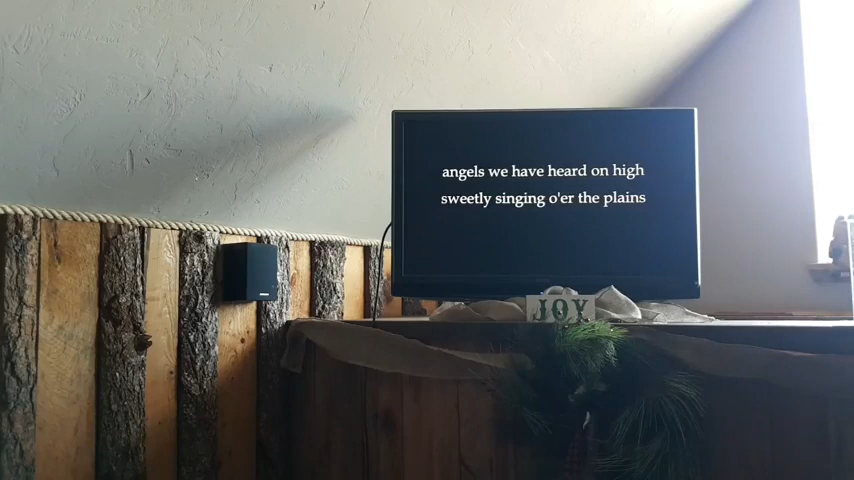 angels we have heard on high
sweetly singing o'er the plains
JOY